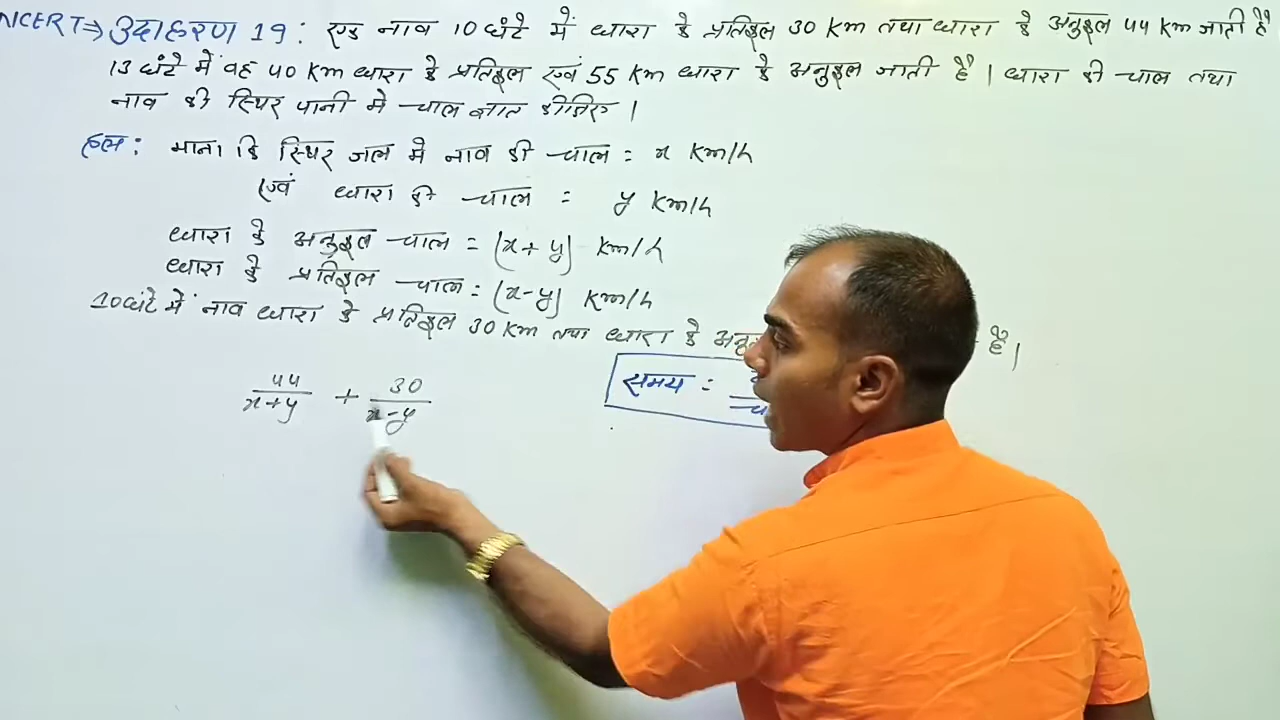 NCERT→ उदाहरण 19 : एक नाव 10 घंटे में धारा के प्रतिकूल 30 Km तथा धारा के अनुकूल 44 Km जाती है
13 घंटे में वह 40 Km धारा के प्रतिकूल एवं 55 Km धारा के अनुकूल जाती है । धारा की चाल तथा
नाव की स्थिर पानी में चाल ज्ञात कीजिए ।
हल : माना कि स्थिर जल में नाव की चाल = x Km/h
एवं धारा की चाल = y Km/h
धारा के अनुकूल चाल = (x+y) Km/h
धारा के प्रतिकूल चाल = (x-y) Km/h
10 घंटे में नाव धारा के प्रतिकूल 30 Km तथा धारा के है ।
44/x+y + 30/x-y
समय =